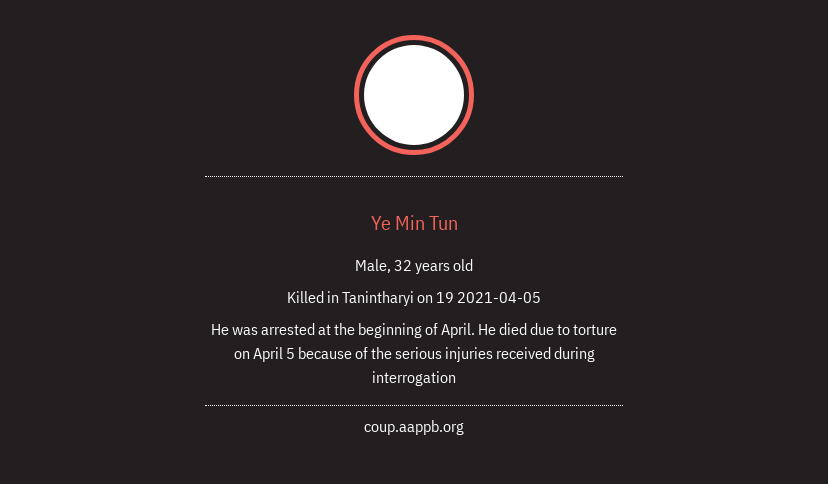 Ye Min Tun
Male, 32 years old
Killed in Tanintharyi on 19 2021-04-05
He was arrested at the beginning of April. He died due to torture
on April 5 because of the serious injuries received during
interrogation
coup.aappb.org